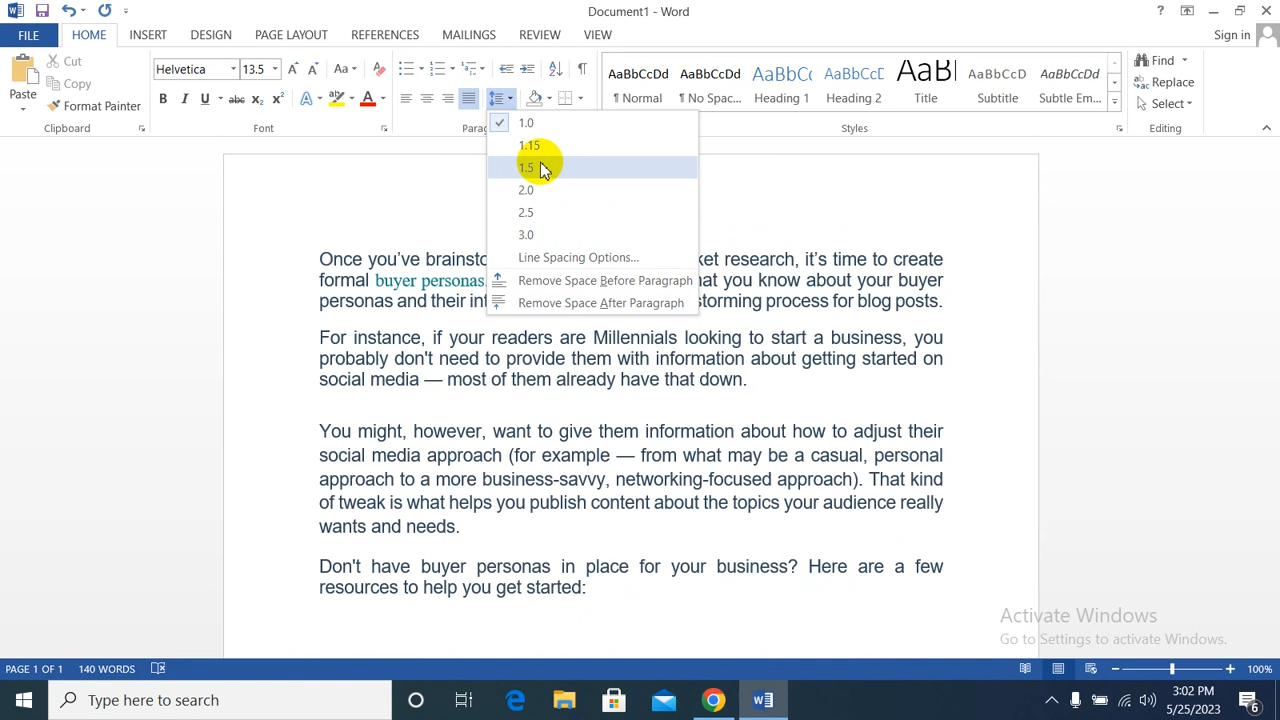 Document1 - Word
?
FILE HOME INSERT DESIGN PAGE LAYOUT REFERENCES MAILINGS REVIEW VIEW Sign in
Cut
Copy
Format Painter
Paste
Clipboard
Helvetica 13.5 Aa
B I U abc X₂ X² A A
Font
Parag
AaBbCcDd AaBbCcDd AaBbCc AaBbCcD AaBb AaBbCcD AaBbCcDd
¶ Normal ¶ No Spac... Heading 1 Heading 2 Title Subtitle Subtle Em...
Styles
Find
Replace
Select
Editing
1.0
1.15
1.5
2.0
2.5
3.0
Line Spacing Options...
Remove Space Before Paragraph
Remove Space After Paragraph
Once you've brainsto ket research, it's time to create
formal buyer personas. hat you know about your buyer
personas and their int storming process for blog posts.
For instance, if your readers are Millennials looking to start a business, you
probably don't need to provide them with information about getting started on
social media — most of them already have that down.
You might, however, want to give them information about how to adjust their
social media approach (for example — from what may be a casual, personal
approach to a more business-savvy, networking-focused approach). That kind
of tweak is what helps you publish content about the topics your audience really
wants and needs.
Don't have buyer personas in place for your business? Here are a few
resources to help you get started:
Activate Windows
Go to Settings to activate Windows.
PAGE 1 OF 1 140 WORDS 100%
Type here to search
3:02 PM
5/25/2023
6